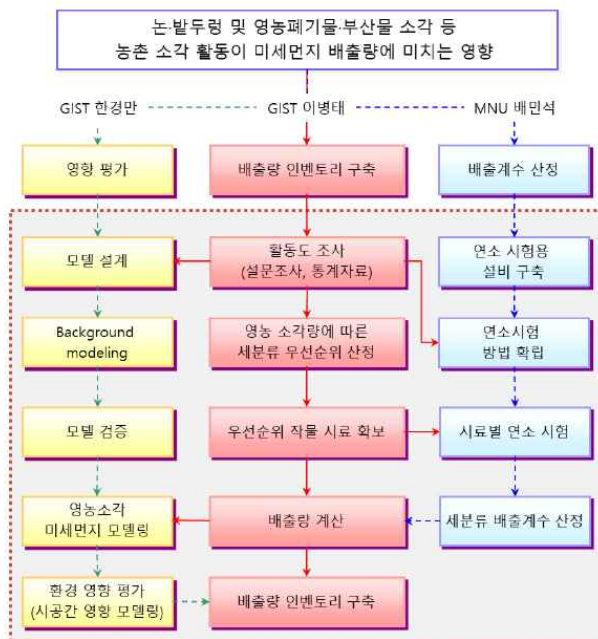 논·밭두렁 및 영농폐기물·부산물 소각 등
농촌 소각 활동이 미세먼지 배출량에 미치는 영향
GIST 한경만
GIST 이병태
MNU 배민석
영향 평가
배출량 인벤토리 구축
배출계수 산정
모델 설계
활동도 조사
(설문조사, 통계자료)
연소 시험용
설비 구축
Background
modeling
영농 소각량에 따른
세분류 우선순위 산정
연소시험
방법 확립
모델 검증
우선순위 작물 시료 확보
시료별 연소 시험
영농소각
미세먼지 모델링
배출량 계산
세분류 배출계수 산정
환경 영향 평가
(시공간 영향 모델링)
배출량 인벤토리 구축